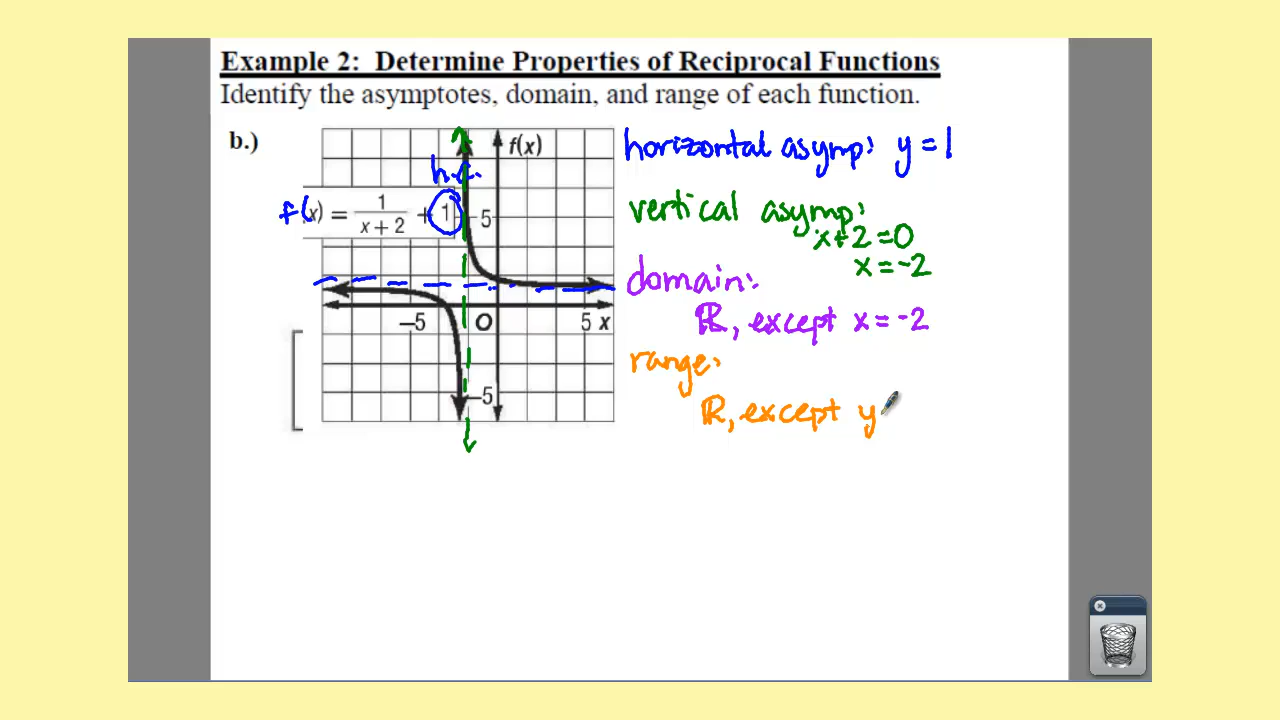 Example 2: Determine Properties of Reciprocal Functions
Identify the asymptotes, domain, and range of each function.
b.)
f(x)
h.a.
f(x) = 1/(x + 2) + 1
5
-5
O
5 x
-5
horizontal asymp: y = 1
vertical asymp:
x+2=0
x=-2
domain:
ℝ, except x=-2
range:
ℝ, except y